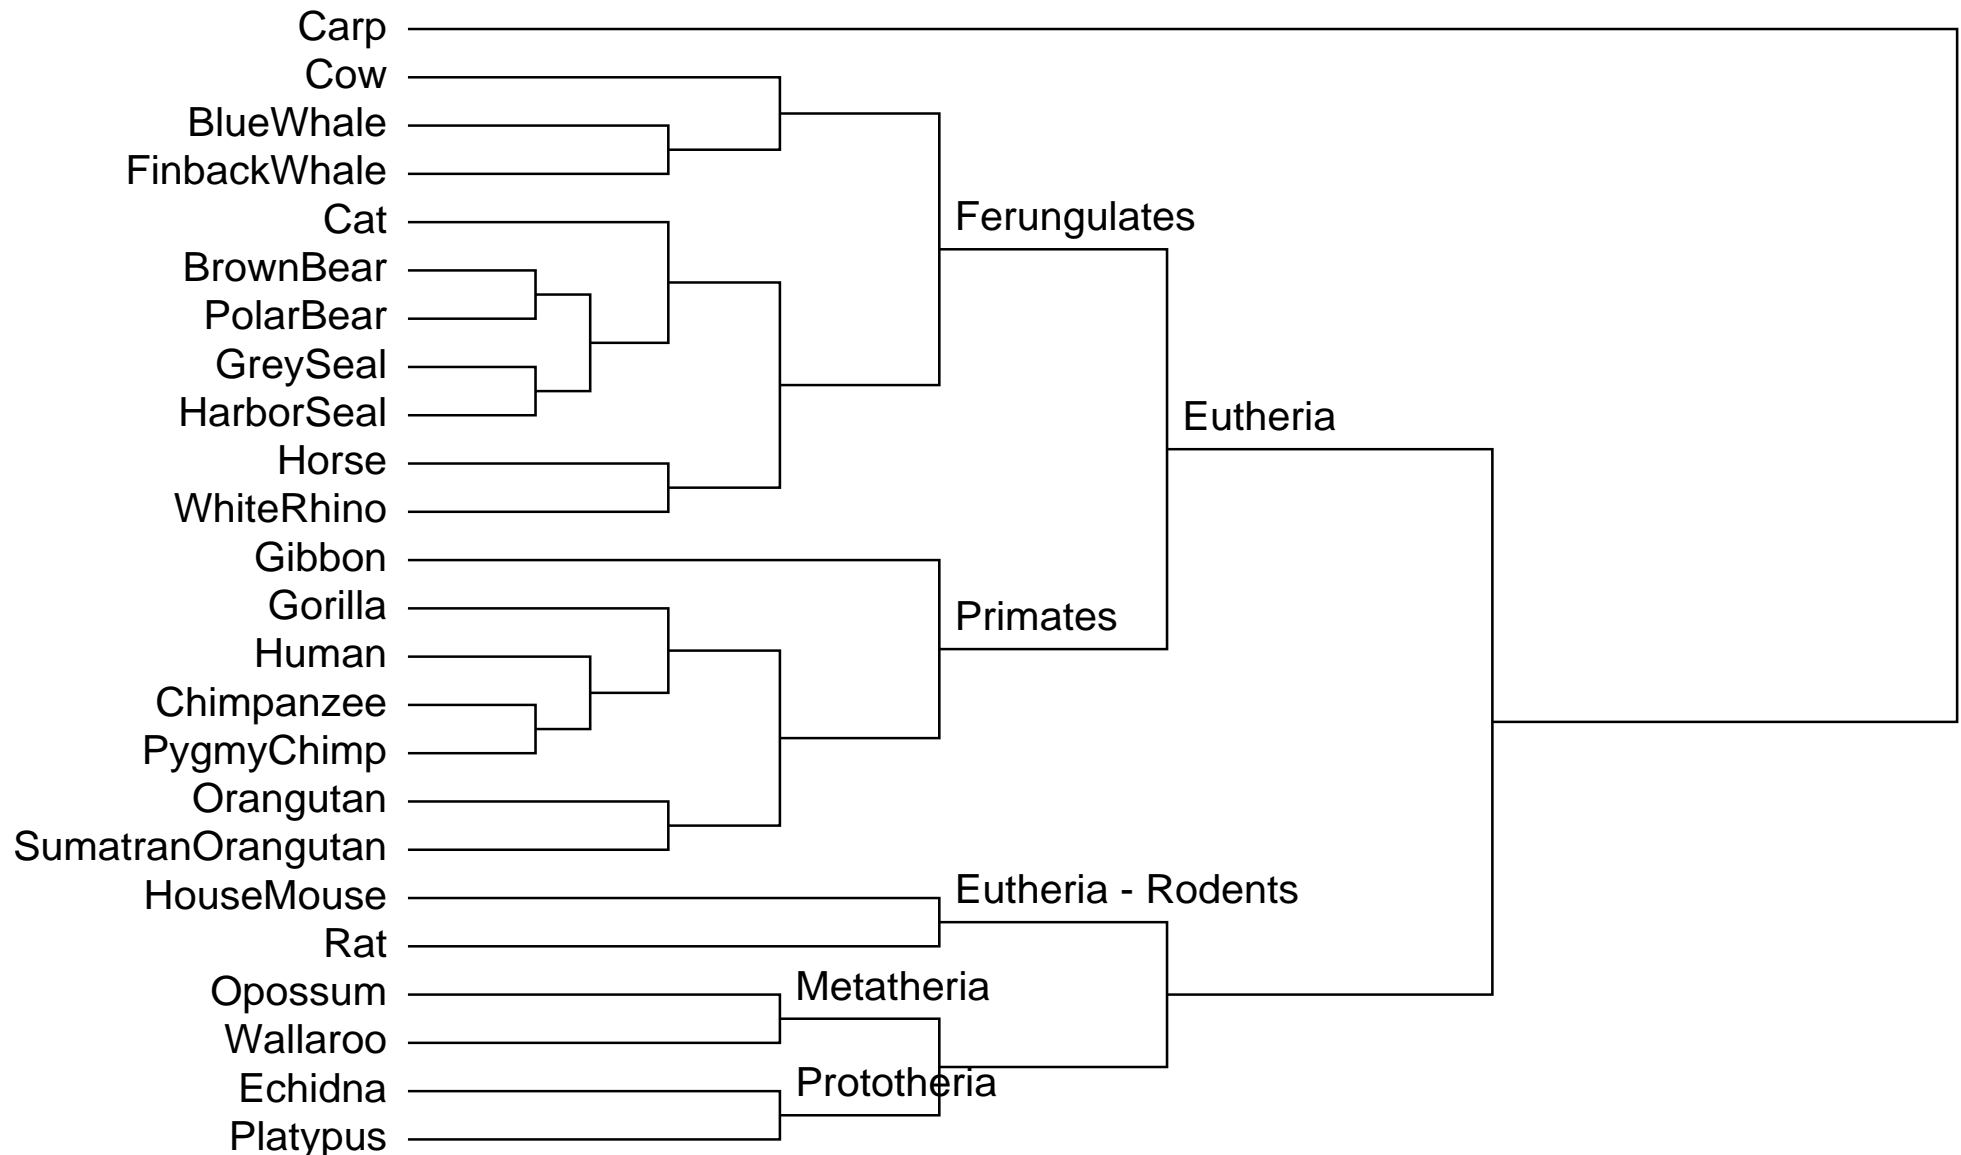 Carp
Cow
BlueWhale
FinbackWhale
Cat
Ferungulates
BrownBear
PolarBear
GreySeal
HarborSeal
Eutheria
Horse
WhiteRhino
Gibbon
Gorilla
Primates
Human
Chimpanzee
PygmyChimp
Orangutan
SumatranOrangutan
HouseMouse
Eutheria - Rodents
Rat
Opossum
Metatheria
Wallaroo
Echidna
Prototheria
Platypus